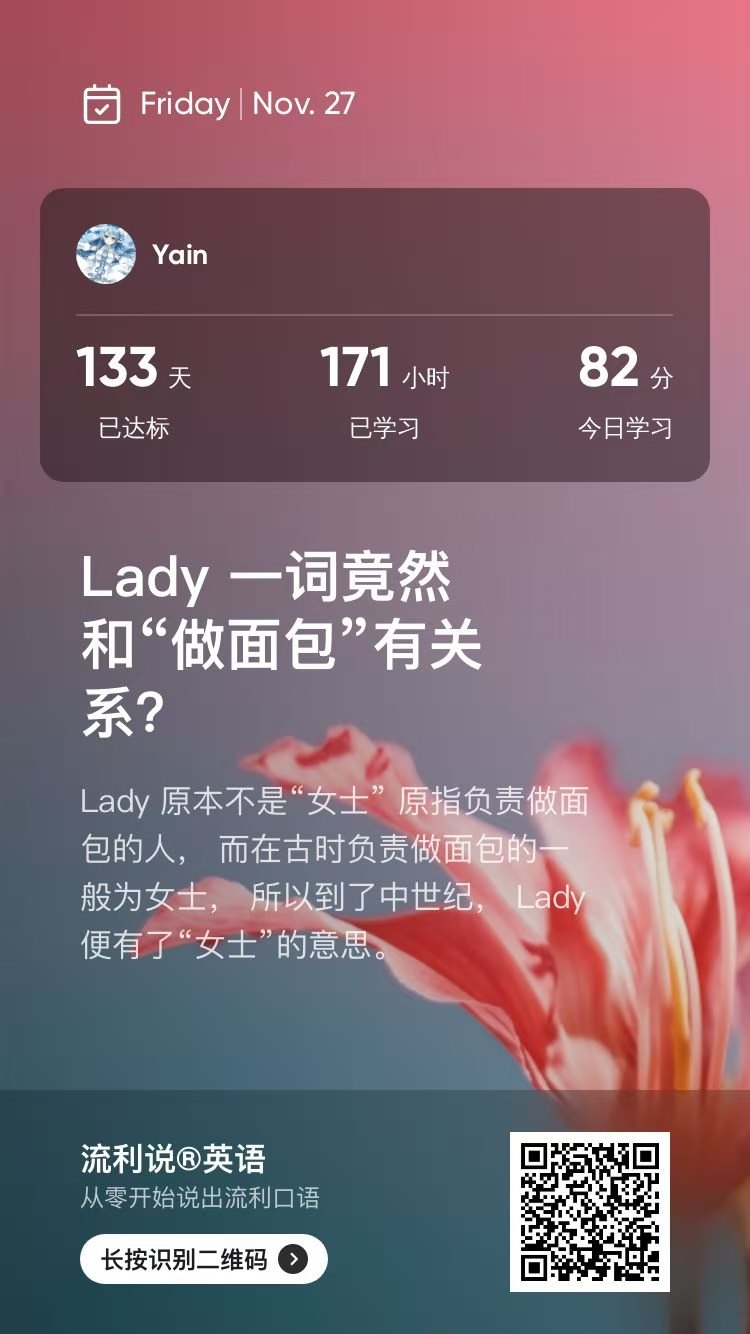 Friday | Nov. 27
Yain
133 天 171 小时 82 分
已达标 已学习 今日学习
Lady 一词竟然
和“做面包”有关
系?
Lady 原本不是“女士” 原指负责做面
包的人， 而在古时负责做面包的一
般为女士， 所以到了中世纪， Lady
便有了“女士”的意思。
流利说®英语
从零开始说出流利口语
长按识别二维码